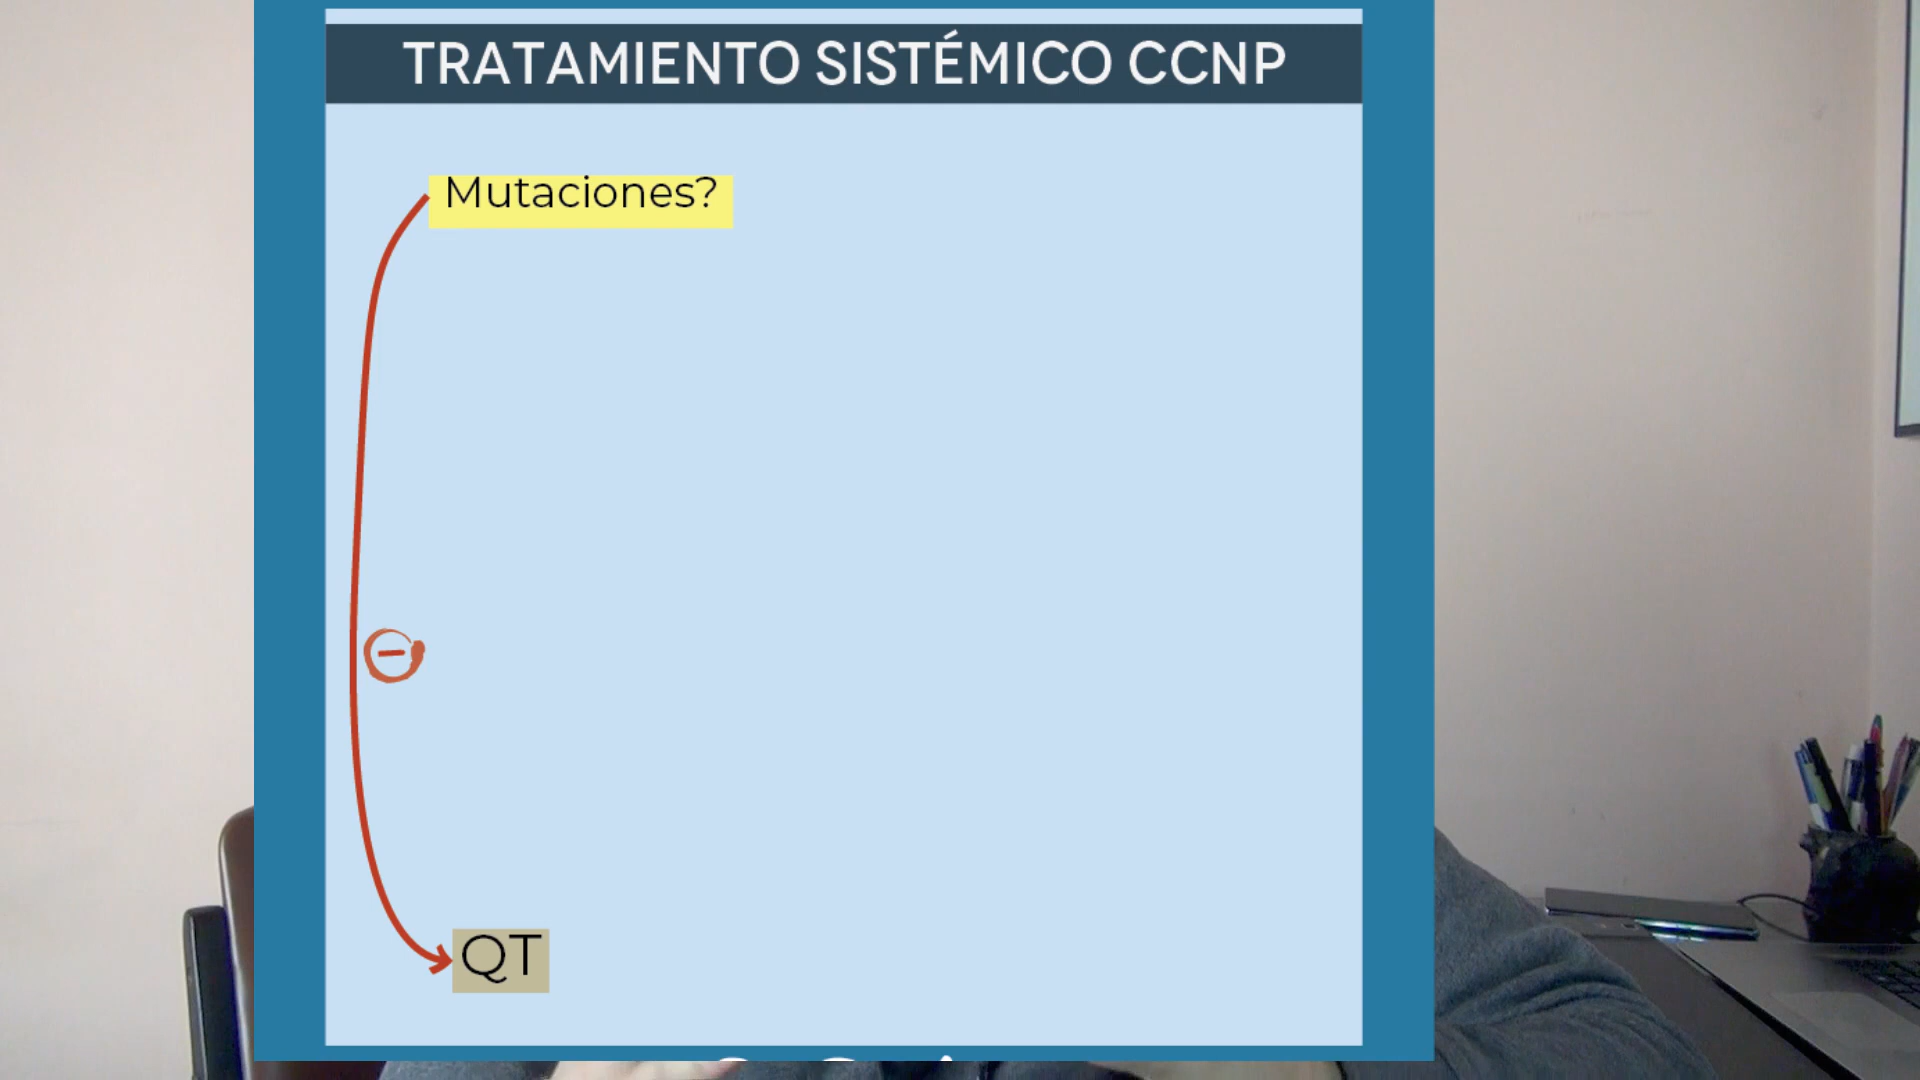 TRATAMIENTO SISTÉMICO CCNP
Mutaciones?
−
QT